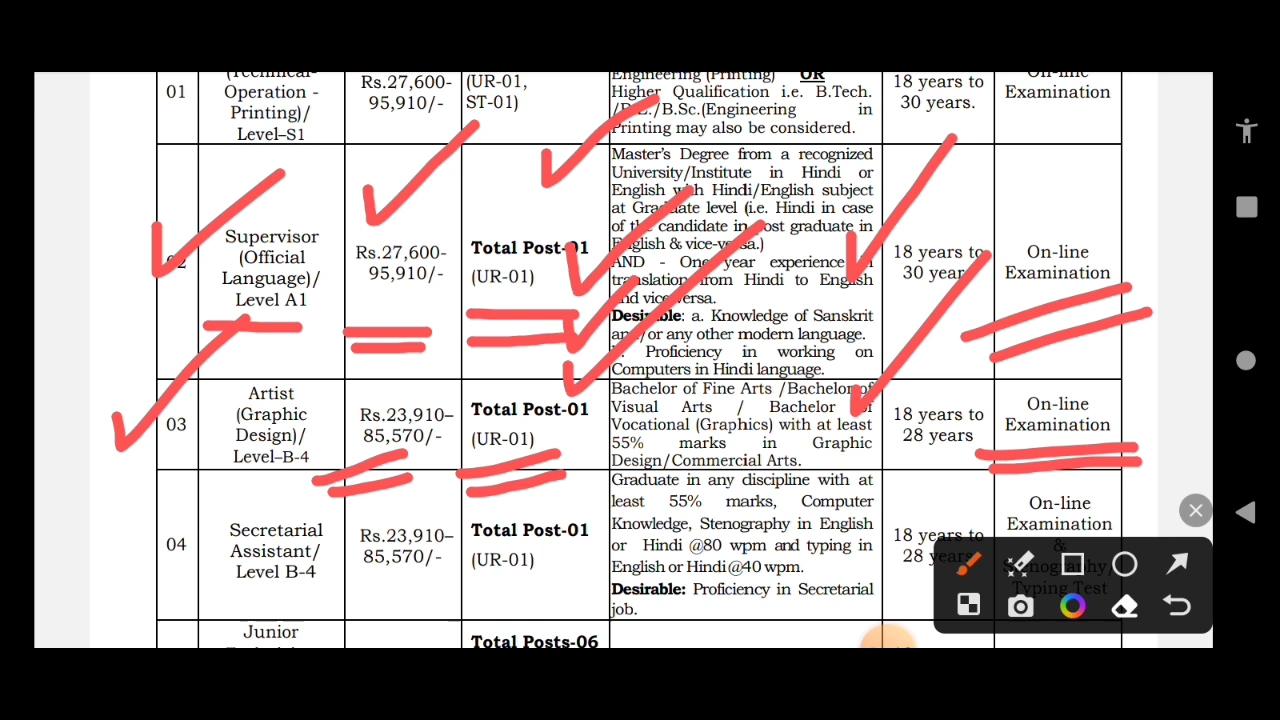 01
(Technical-
Operation -
Printing)/
Level–S1
Rs.27,600-
95,910/-
(UR-01,
ST-01)
Engineering (Printing) OR
Higher Qualification i.e. B.Tech.
/B.E./B.Sc.(Engineering in
Printing may also be considered.
18 years to
30 years.
On-line
Examination
02
Supervisor
(Official
Language)/
Level A1
Rs.27,600-
95,910/-
Total Post-01
(UR-01)
Master's Degree from a recognized
University/Institute in Hindi or
English with Hindi/English subject
at Graduate level (i.e. Hindi in case
of the candidate in post graduate in
English & vice-versa.)
AND - One year experience in
translation from Hindi to English
and vice versa.
Desirable: a. Knowledge of Sanskrit
and/or any other modern language.
b. Proficiency in working on
Computers in Hindi language.
18 years to
30 years
On-line
Examination
03
Artist
(Graphic
Design)/
Level–B-4
Rs.23,910–
85,570/-
Total Post-01
(UR-01)
Bachelor of Fine Arts /Bachelor of
Visual Arts / Bachelor of
Vocational (Graphics) with at least
55% marks in Graphic
Design/Commercial Arts.
18 years to
28 years
On-line
Examination
04
Secretarial
Assistant/
Level B-4
Rs.23,910–
85,570/-
Total Post-01
(UR-01)
Graduate in any discipline with at
least 55% marks, Computer
Knowledge, Stenography in English
or Hindi @80 wpm and typing in
English or Hindi@40 wpm.
Desirable: Proficiency in Secretarial
job.
18 years to
28 years
On-line
Examination
&
Stenography/
Typing Test
Junior
Total Posts-06